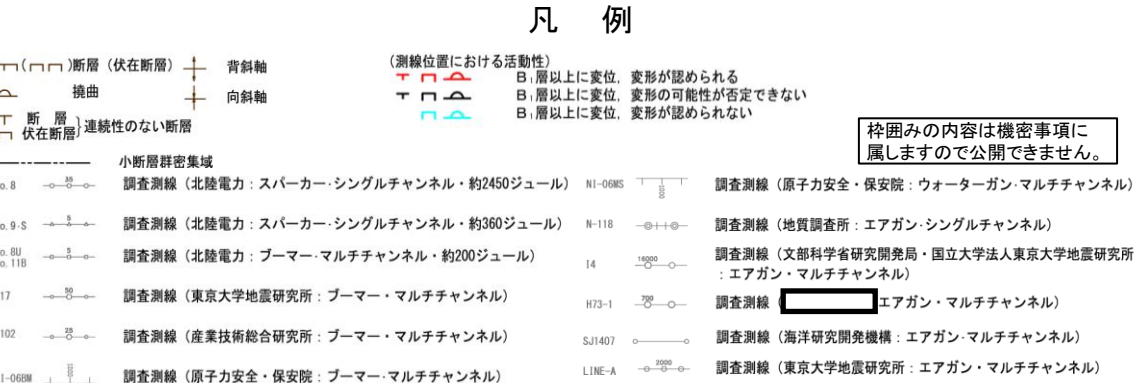 凡 例
(　)断層（伏在断層） 背斜軸
撓曲 向斜軸
断 層
伏在断層 } 連続性のない断層
小断層群密集域
(測線位置における活動性)
B₁層以上に変位，変形が認められる
B₁層以上に変位，変形の可能性が否定できない
B₁層以上に変位，変形が認められない
枠囲みの内容は機密事項に
属しますので公開できません。
o. 8 35 調査測線（北陸電力：スパーカー・シングルチャンネル・約2450ジュール）
o. 9・S 5 調査測線（北陸電力：スパーカー・シングルチャンネル・約360ジュール）
o. 8U
o. 11B 5 調査測線（北陸電力：ブーマー・マルチチャンネル・約200ジュール）
17 50 調査測線（東京大学地震研究所：ブーマー・マルチチャンネル）
102 25 調査測線（産業技術総合研究所：ブーマー・マルチチャンネル）
I-06BM 調査測線（原子力安全・保安院：ブーマー・マルチチャンネル）
NI-06MS 1000 調査測線（原子力安全・保安院：ウォーターガン・マルチチャンネル）
N-118 調査測線（地質調査所：エアガン・シングルチャンネル）
I4 16000 調査測線（文部科学省研究開発局・国立大学法人東京大学地震研究所
：エアガン・マルチチャンネル）
H73-1 700 調査測線（ エアガン・マルチチャンネル）
SJ1407 調査測線（海洋研究開発機構：エアガン・マルチチャンネル）
LINE-A 2000 調査測線（東京大学地震研究所：エアガン・マルチチャンネル）